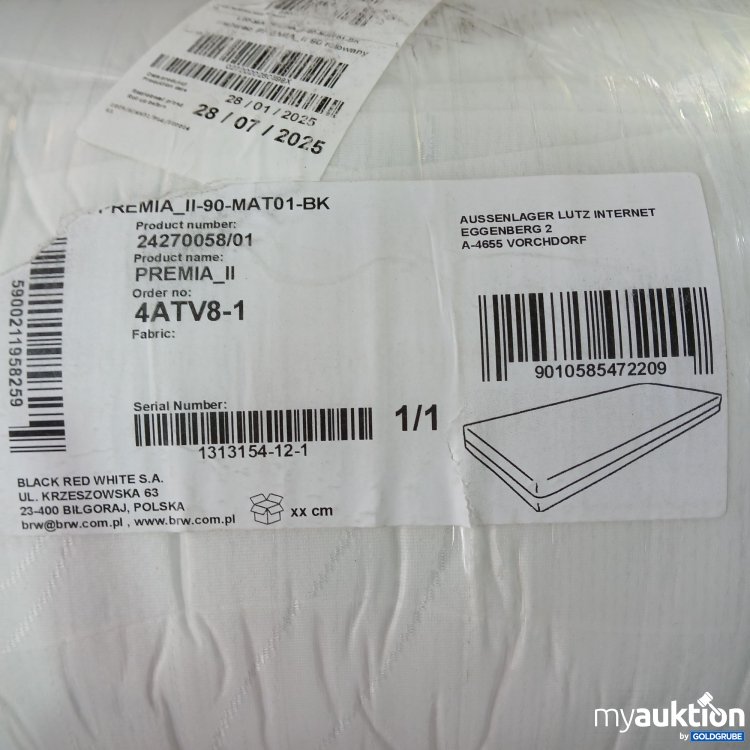 28/01/2025
28/07/2025
PREMIA_II-90-MAT01-BK
Product number:
24270058/01
Product name:
PREMIA_II
Order no:
4ATV8-1
Fabric:
5900211958259
Serial Number:
1313154-12-1
1/1
AUSSENLAGER LUTZ INTERNET
EGGENBERG 2
A-4655 VORCHDORF
9010585472209
BLACK RED WHITE S.A.
UL. KRZESZOWSKA 63
23-400 BIŁGORAJ, POLSKA
brw@brw.com.pl , www.brw.com.pl
xx cm
myauktion
by GOLDGRUBE